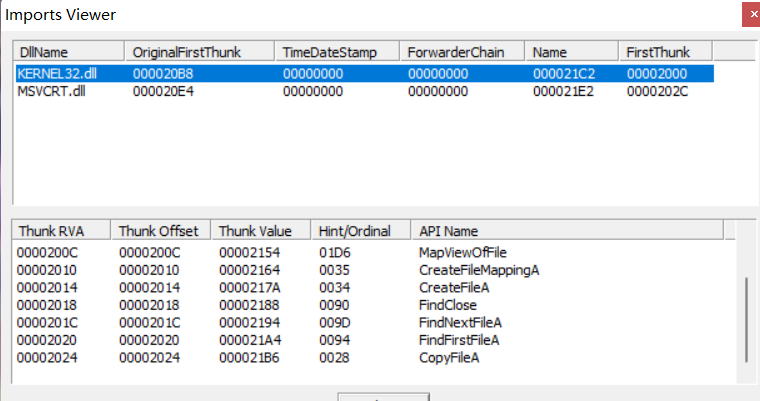 Imports Viewer
DllName OriginalFirstThunk TimeDateStamp ForwarderChain Name FirstThunk
KERNEL32.dll 000020B8 00000000 00000000 000021C2 00002000
MSVCRT.dll 000020E4 00000000 00000000 000021E2 0000202C
Thunk RVA Thunk Offset Thunk Value Hint/Ordinal API Name
0000200C 0000200C 00002154 01D6 MapViewOfFile
00002010 00002010 00002164 0035 CreateFileMappingA
00002014 00002014 0000217A 0034 CreateFileA
00002018 00002018 00002188 0090 FindClose
0000201C 0000201C 00002194 009D FindNextFileA
00002020 00002020 000021A4 0094 FindFirstFileA
00002024 00002024 000021B6 0028 CopyFileA